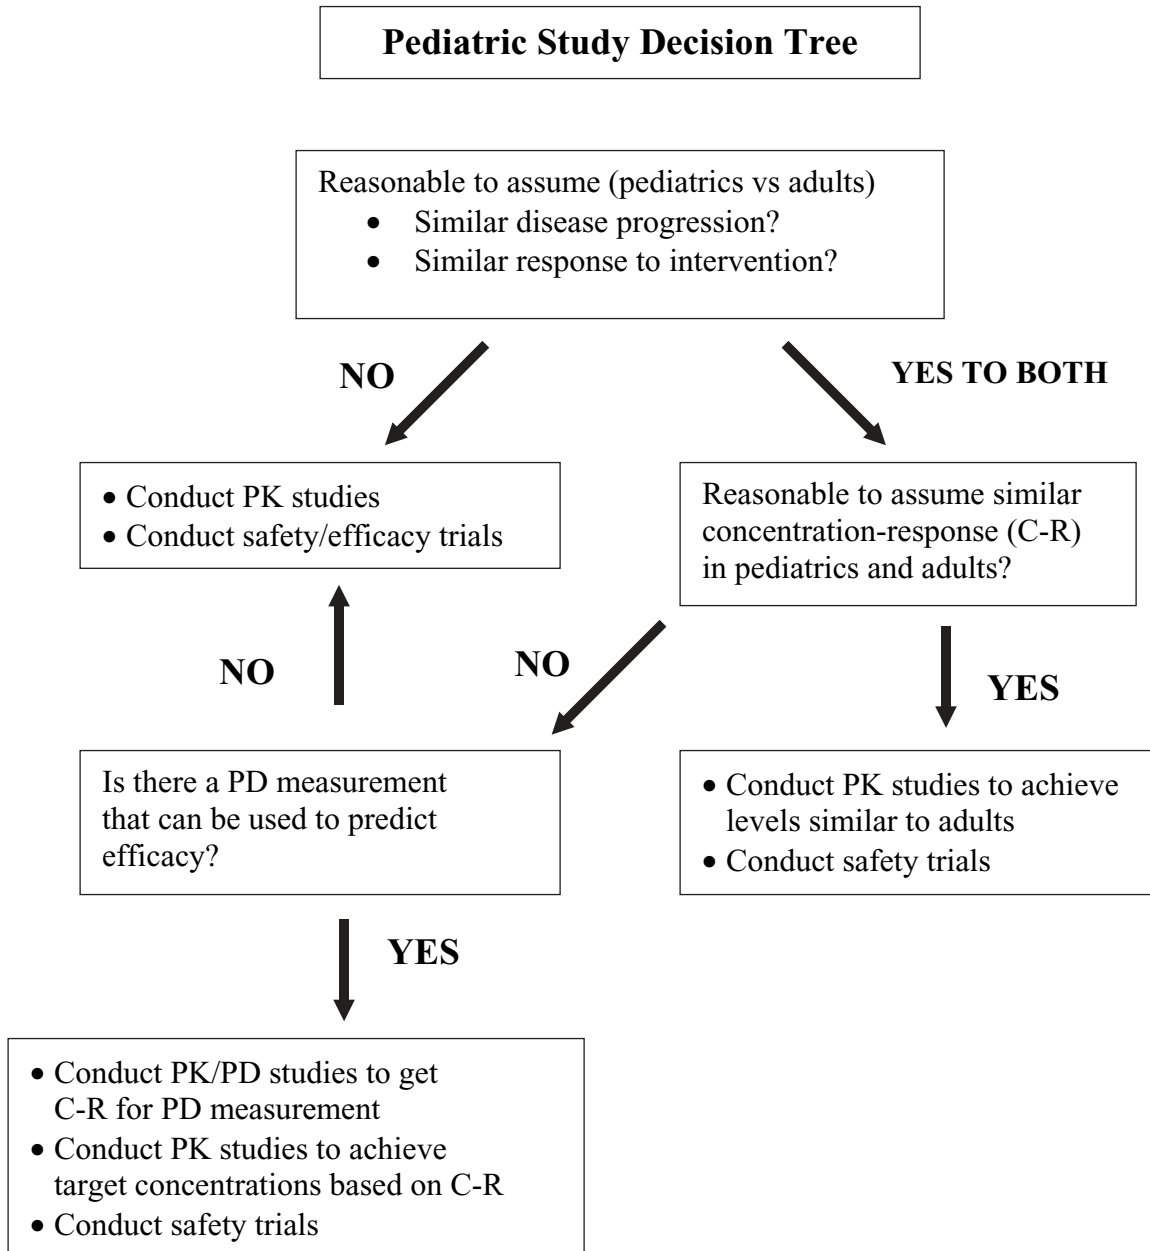 Pediatric Study Decision Tree
Reasonable to assume (pediatrics vs adults)
• Similar disease progression?
• Similar response to intervention?
NO
YES TO BOTH
• Conduct PK studies
• Conduct safety/efficacy trials
Reasonable to assume similar
concentration-response (C-R)
in pediatrics and adults?
NO
NO
YES
Is there a PD measurement
that can be used to predict
efficacy?
• Conduct PK studies to achieve
levels similar to adults
• Conduct safety trials
YES
• Conduct PK/PD studies to get
C-R for PD measurement
• Conduct PK studies to achieve
target concentrations based on C-R
• Conduct safety trials